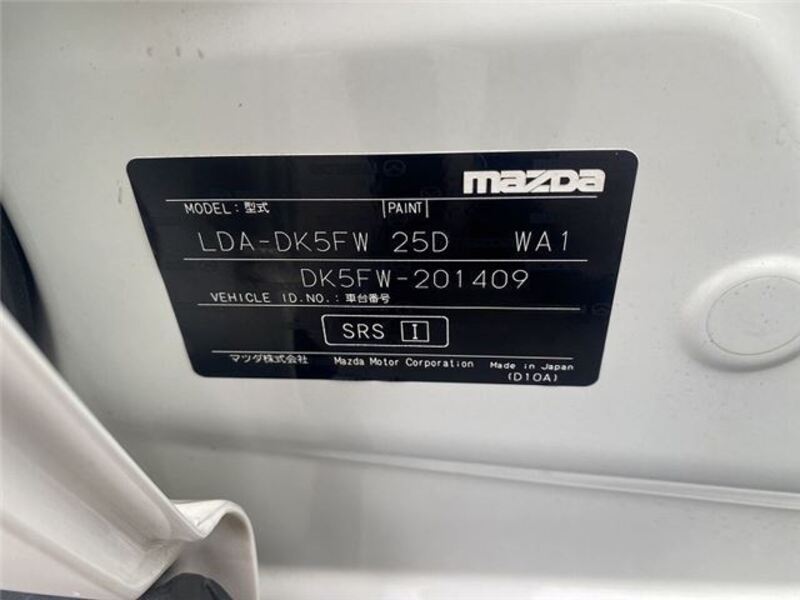 mazda
MODEL : 型式 PAINT
LDA-DK5FW 25D WA1
DK5FW-201409
VEHICLE ID.NO.: 車台番号
SRS I
マツダ株式会社 Mazda Motor Corporation Made in Japan
(D10A)